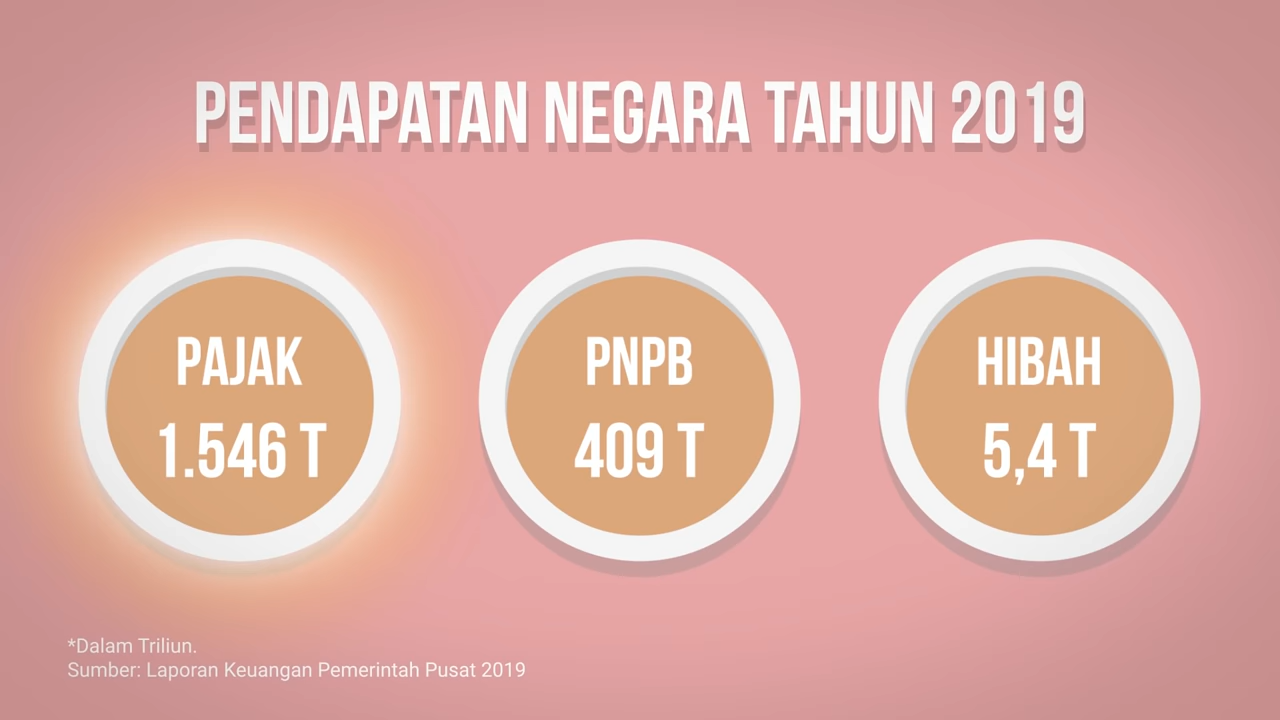 PENDAPATAN NEGARA TAHUN 2019
PAJAK
1.546 T
PNPB
409 T
HIBAH
5,4 T
*Dalam Triliun.
Sumber: Laporan Keuangan Pemerintah Pusat 2019